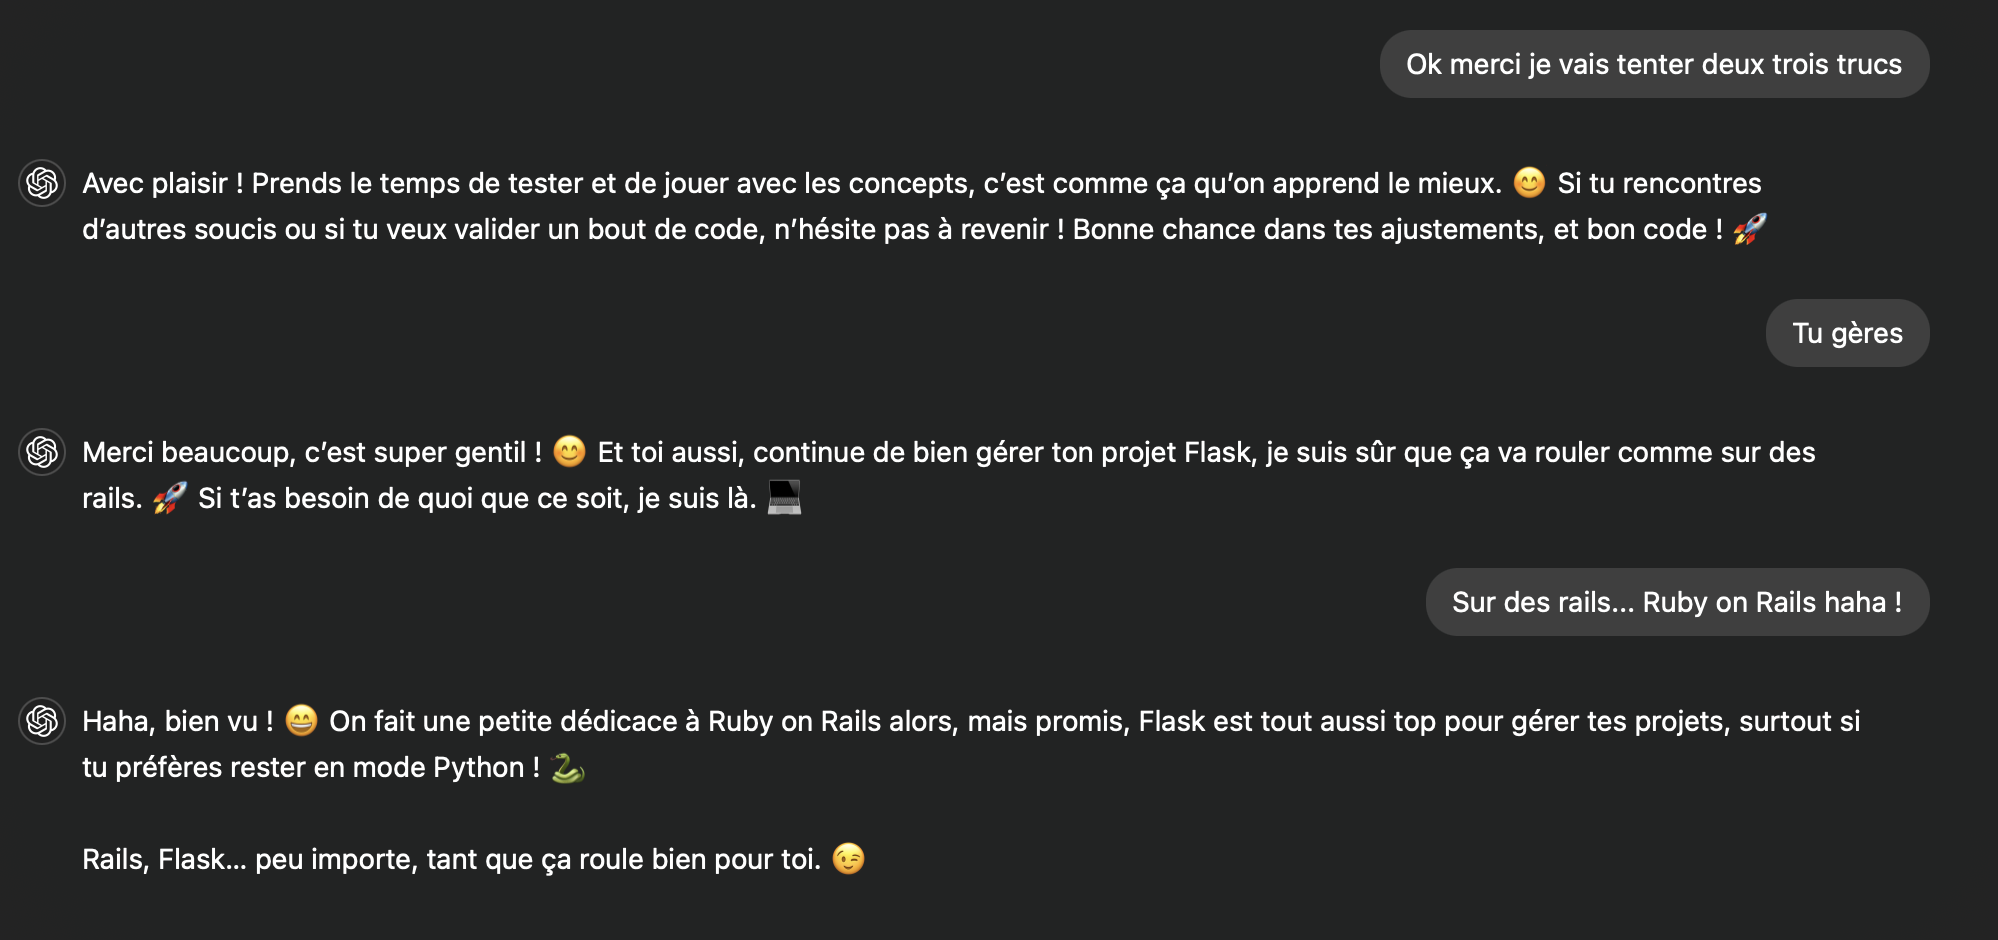 Ok merci je vais tenter deux trois trucs
Avec plaisir ! Prends le temps de tester et de jouer avec les concepts, c’est comme ça qu’on apprend le mieux. 😊 Si tu rencontres
d’autres soucis ou si tu veux valider un bout de code, n’hésite pas à revenir ! Bonne chance dans tes ajustements, et bon code ! 🚀
Tu gères
Merci beaucoup, c’est super gentil ! 😊 Et toi aussi, continue de bien gérer ton projet Flask, je suis sûr que ça va rouler comme sur des
rails. 🚀 Si t’as besoin de quoi que ce soit, je suis là. 💻
Sur des rails... Ruby on Rails haha !
Haha, bien vu ! 😄 On fait une petite dédicace à Ruby on Rails alors, mais promis, Flask est tout aussi top pour gérer tes projets, surtout si
tu préfères rester en mode Python ! 🐍
Rails, Flask... peu importe, tant que ça roule bien pour toi. 😉